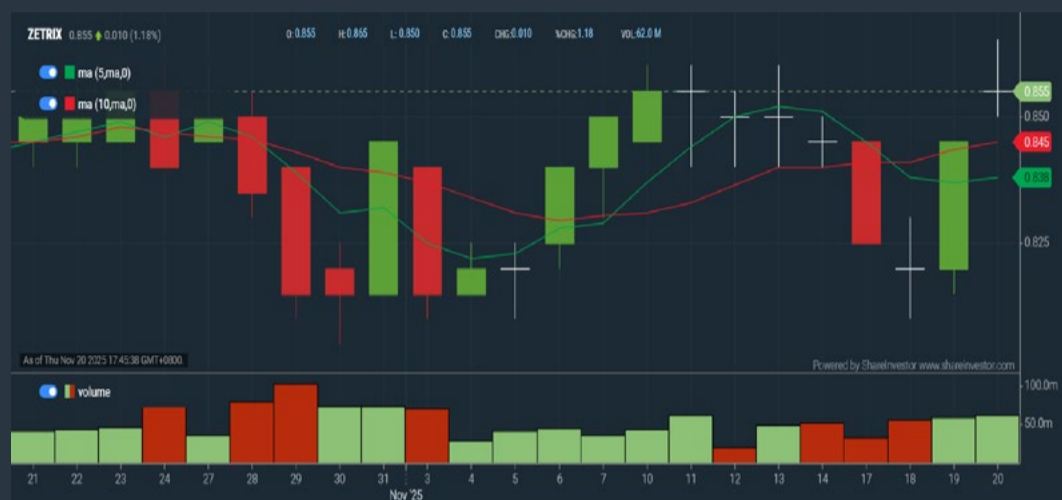 ZETRIX 0.855 0.010 (1.18%) O:0.855 H:0.865 L:0.850 C:0.855 CHG:0.010 %CHG:1.18 VOL:62.0 M
ma (5,ma,0)
ma (10,ma,0)
0.855
0.850
0.845
0.838
0.825
As of Thu Nov 20 2025 17:45:38 GMT+0800.
Powered by ShareInvestor www.shareinvestor.com
volume
100.0m
50.0m
21 22 23 24 27 28 29 30 31 3 4 5 6 7 10 11 12 13 14 17 18 19 20
Nov '25